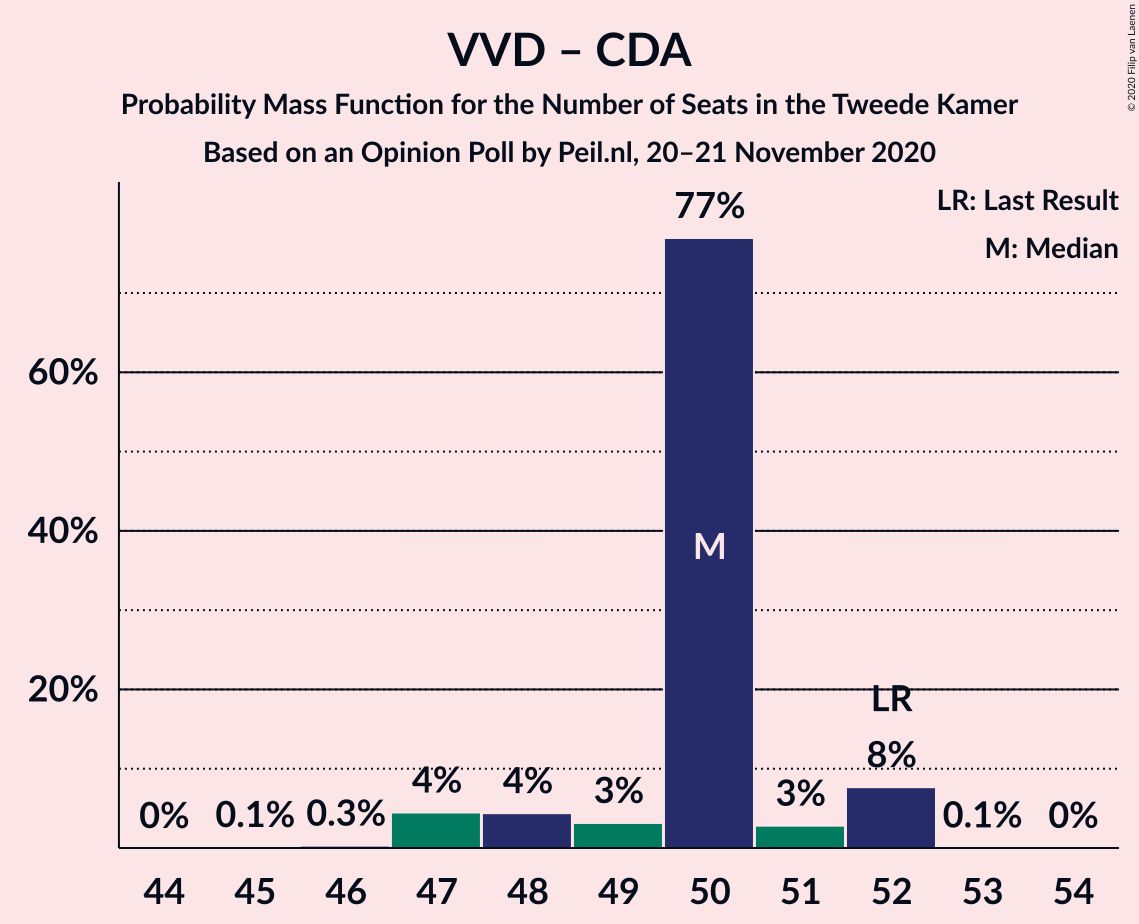 VVD – CDA
Probability Mass Function for the Number of Seats in the Tweede Kamer
Based on an Opinion Poll by Peil.nl, 20–21 November 2020
© 2020 Filip van Laenen
LR: Last Result
M: Median
77%
60%
40%
M
20%
LR
8%
4%
4%
3%
3%
0%
0.1%
0.3%
0.1%
0%
44 45 46 47 48 49 50 51 52 53 54